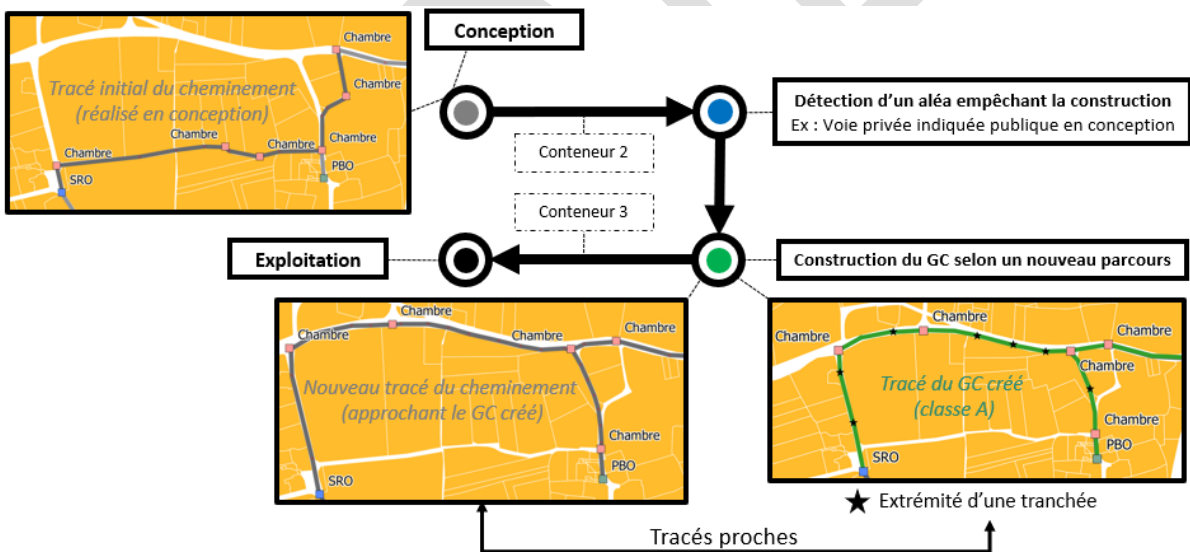 Conception
Chambre
Tracé initial du cheminement
(réalisé en conception)
Chambre
Chambre
Chambre
Chambre
PBO
SRO
Détection d'un aléa empêchant la construction
Ex : Voie privée indiquée publique en conception
Conteneur 2
Conteneur 3
Exploitation
Construction du GC selon un nouveau parcours
Chambre
Chambre
Chambre
Chambre
Nouveau tracé du cheminement
(approchant le GC créé)
Chambre
PBO
SRO
Chambre
Chambre
Chambre
Chambre
Tracé du GC créé
(classe A)
Chambre
PBO
SRO
Extrémité d'une tranchée
Tracés proches